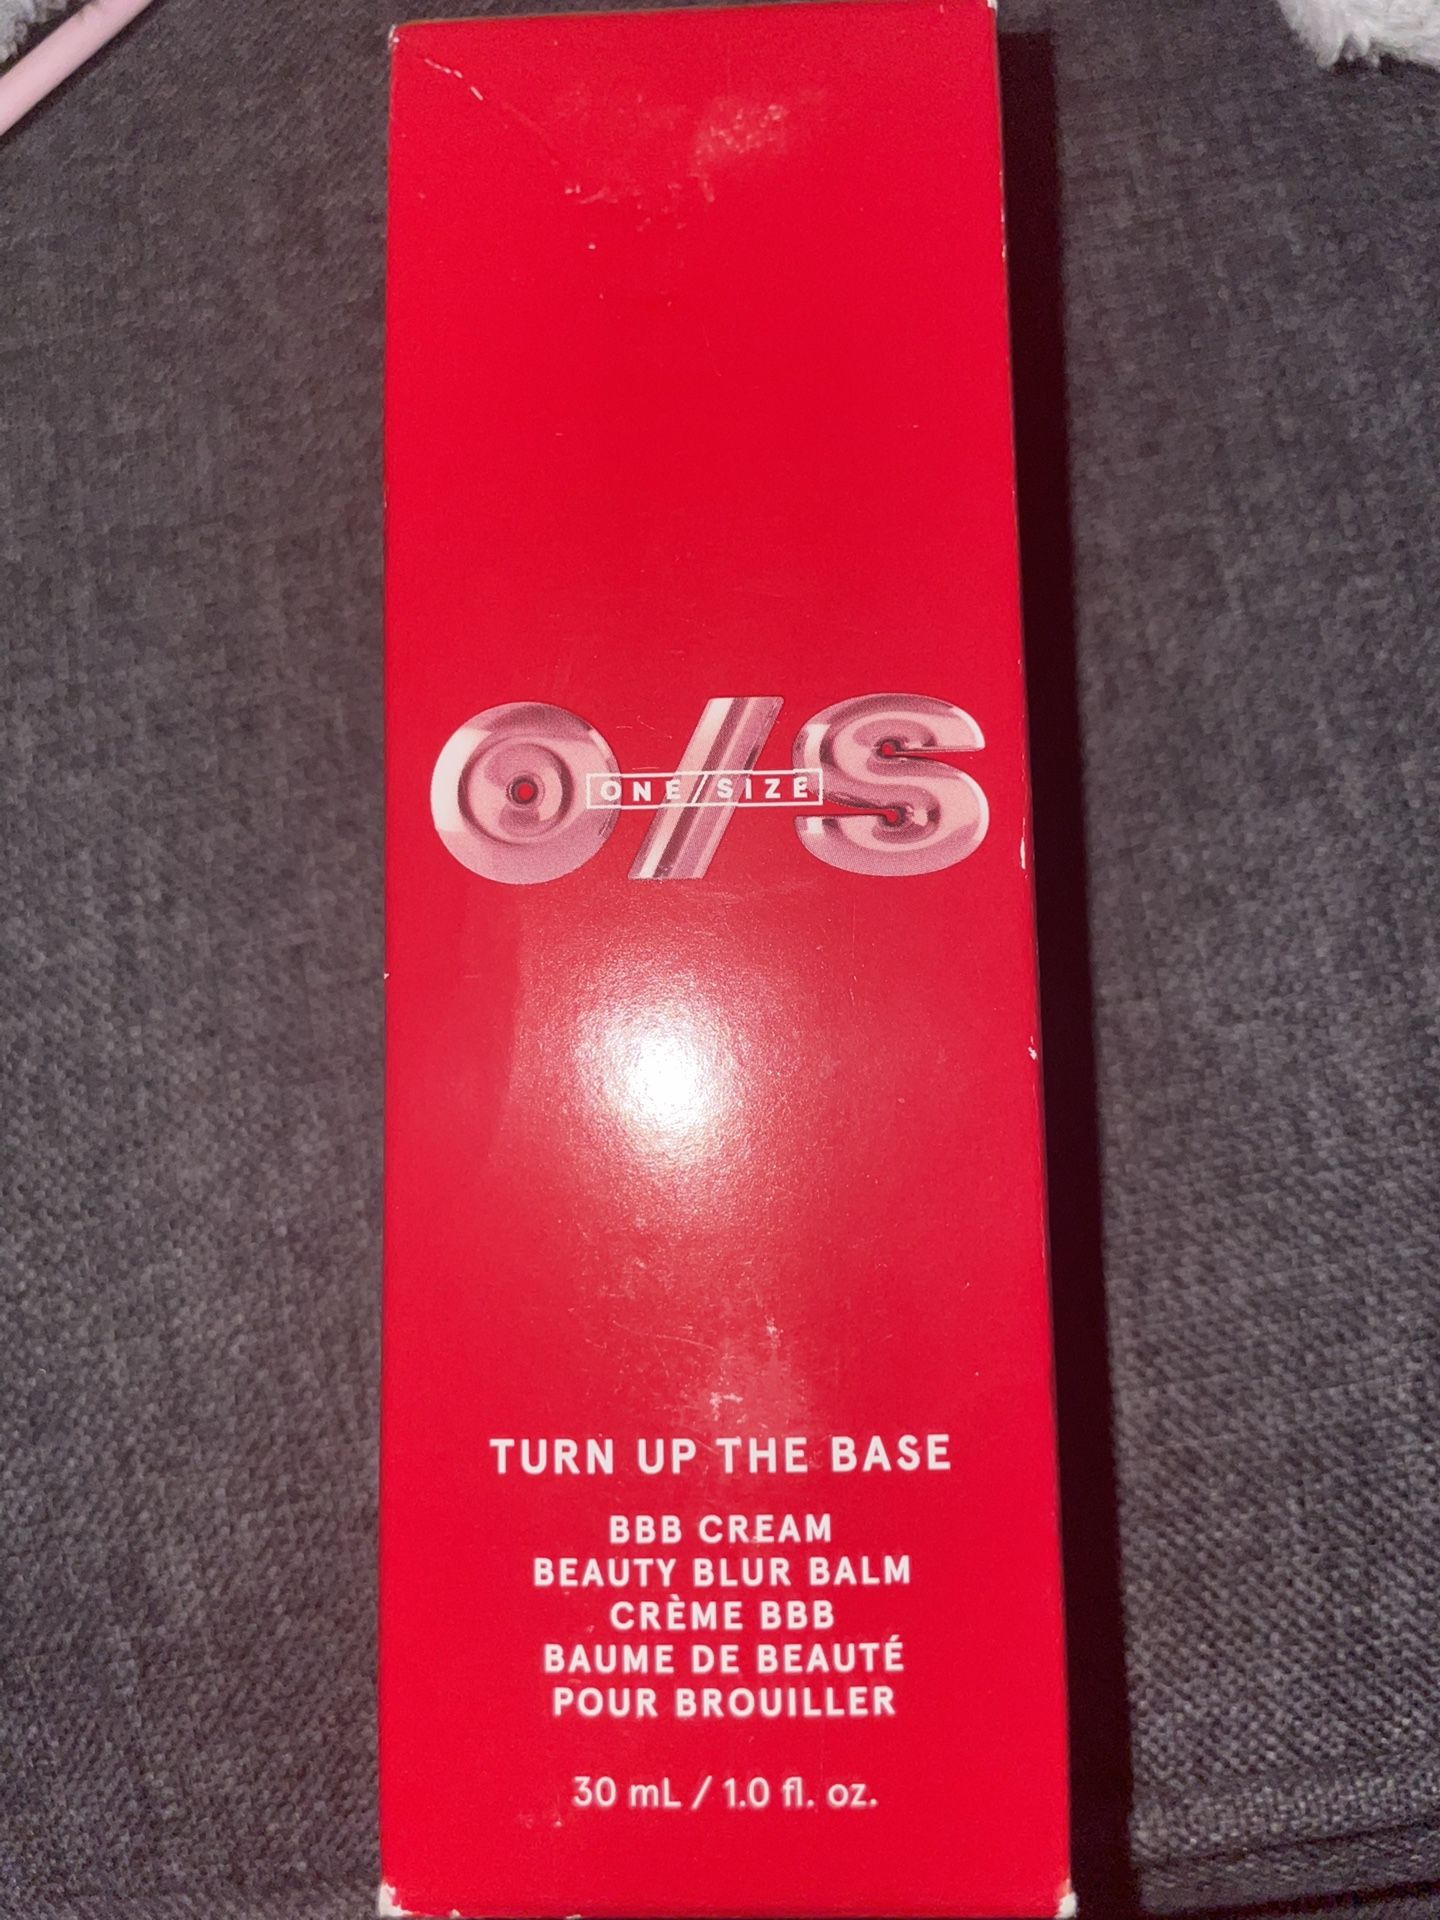 O/S
ONE/SIZE
TURN UP THE BASE
BBB CREAM
BEAUTY BLUR BALM
CRÈME BBB
BAUME DE BEAUTÉ
POUR BROUILLER
30 mL / 1.0 fl. oz.